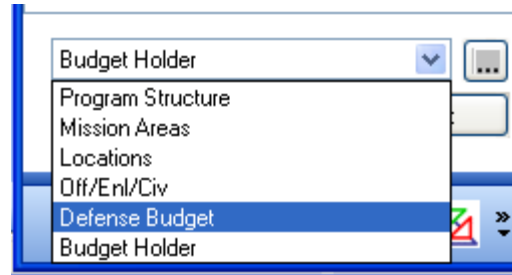 Budget Holder
...
Program Structure
Mission Areas
Locations
Off/Enl/Civ
Defense Budget
Budget Holder